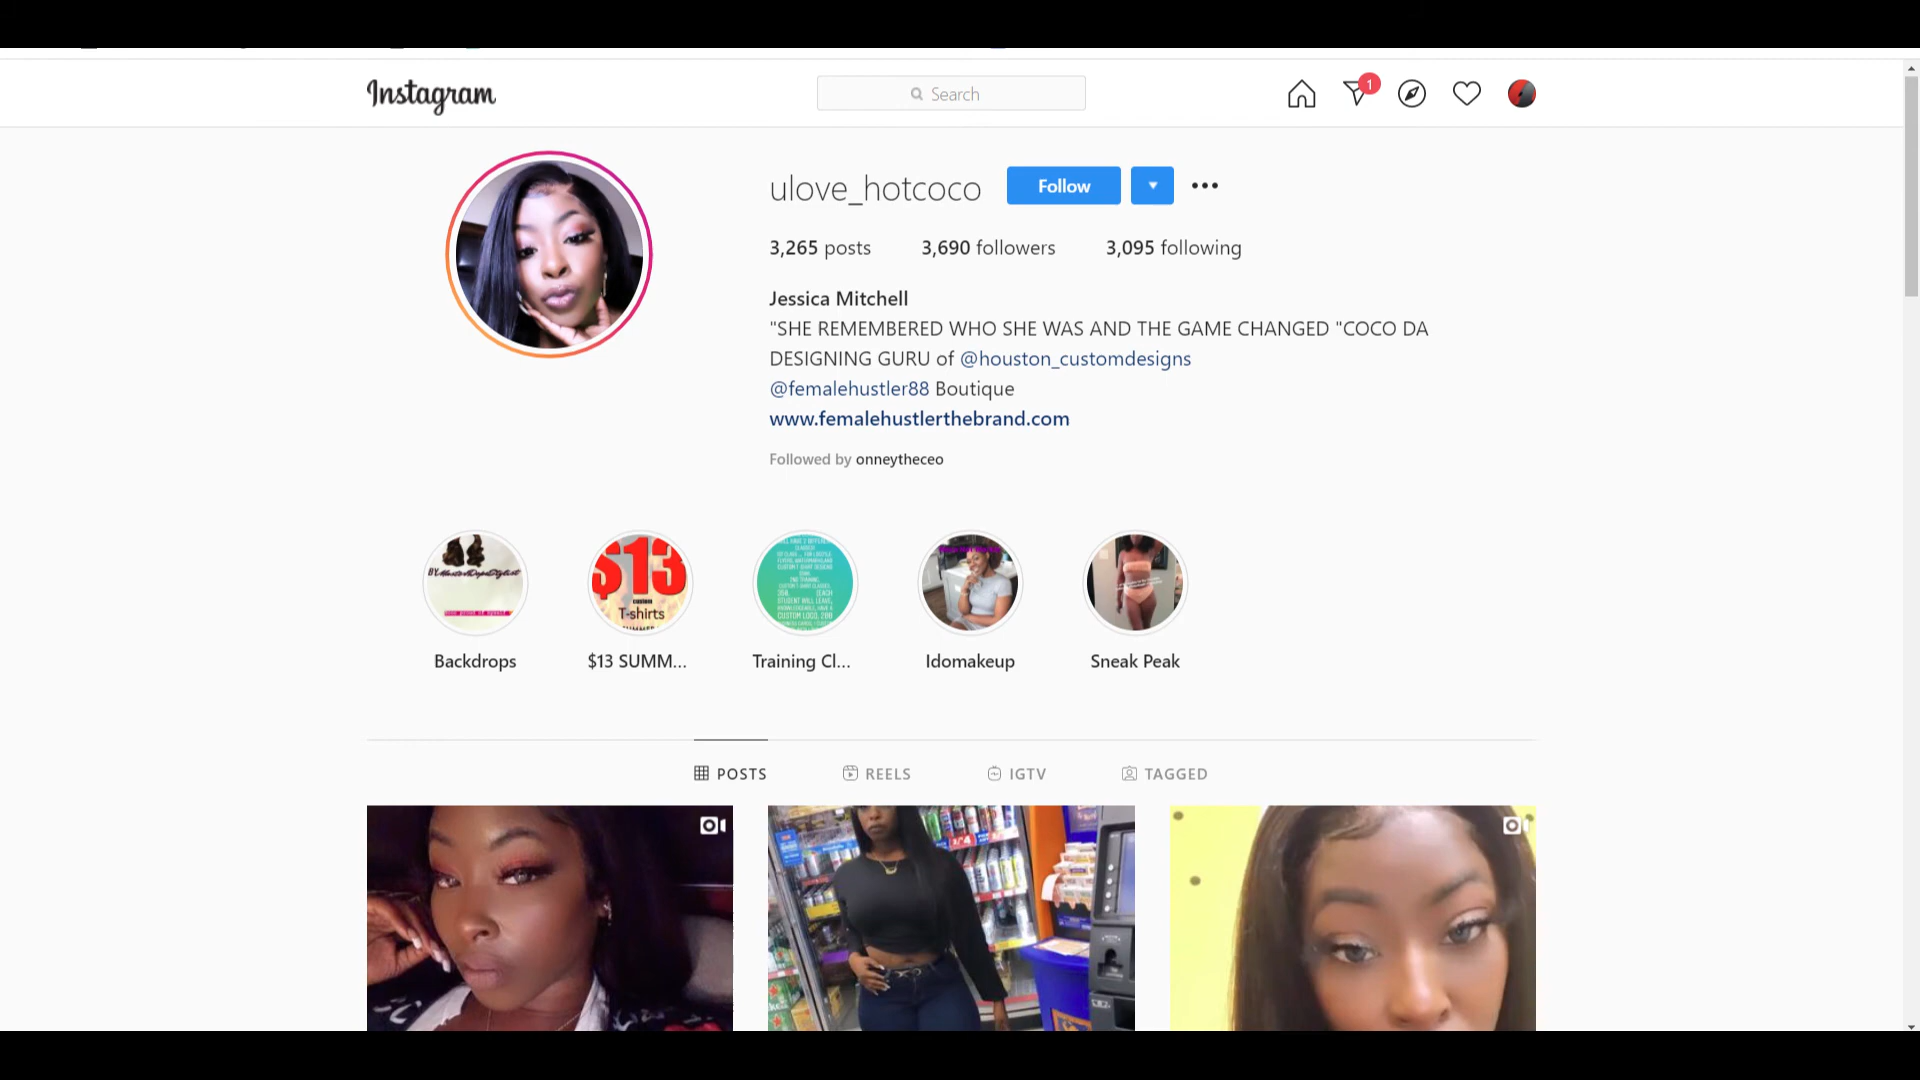 Instagram
Search
1
ulove_hotcoco
Follow
3,265 posts 3,690 followers 3,095 following
Jessica Mitchell
"SHE REMEMBERED WHO SHE WAS AND THE GAME CHANGED "COCO DA
DESIGNING GURU of @houston_customdesigns
@femalehustler88 Boutique
www.femalehustlerthebrand.com
Followed by onneytheceo
$13
T-shirts
Backdrops
$13 SUMM...
Training Cl...
Idomakeup
Sneak Peak
POSTS
REELS
IGTV
TAGGED